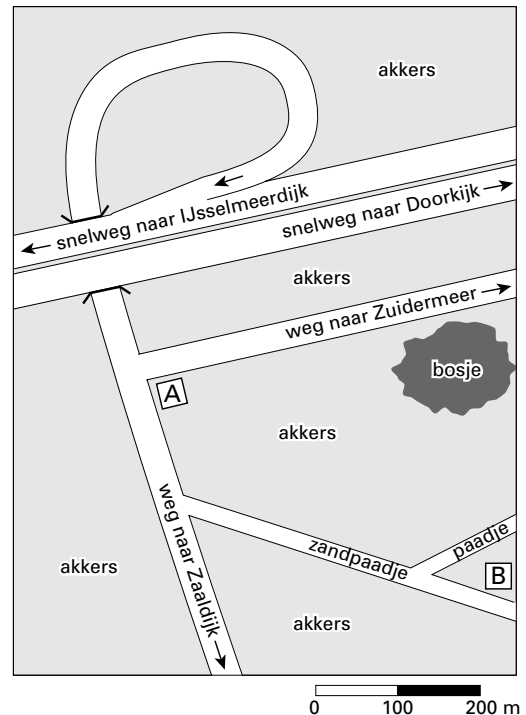 akkers
snelweg naar IJsselmeerdijk
snelweg naar Doorkijk
akkers
weg naar Zuidermeer
bosje
A
akkers
weg naar Zaaldijk
zandpaadje
paadje
B
akkers
akkers
0 100 200 m